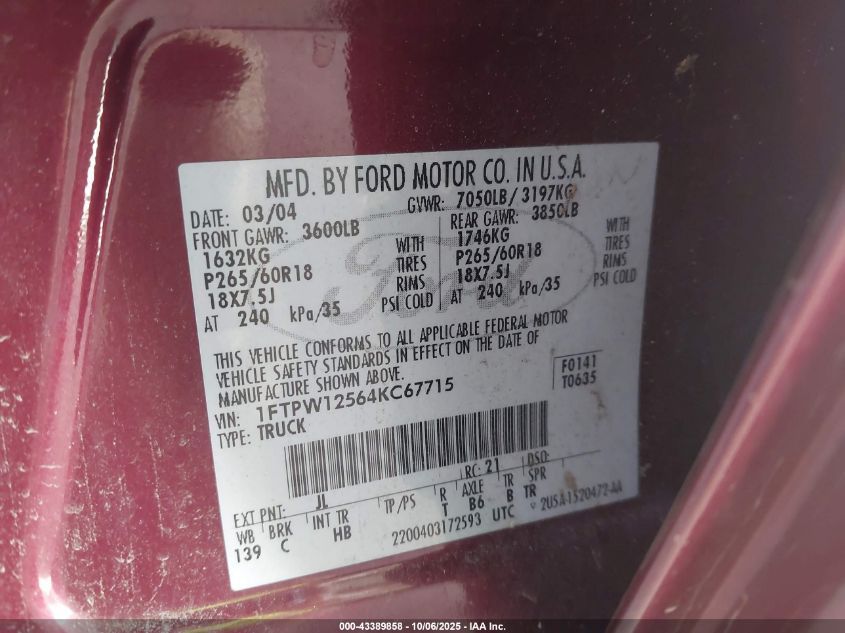 MFD. BY FORD MOTOR CO. IN U.S.A.
DATE: 03/04 GVWR: 7050LB/ 3197KG
FRONT GAWR: 3600LB REAR GAWR: 3850LB
1632KG WITH 1746KG WITH
P265/60R18 TIRES P265/60R18 TIRES
18X7.5J RIMS 18X7.5J RIMS
AT 240 kPa/35 PSI COLD AT 240 kPa/35 PSI COLD
Ford
THIS VEHICLE CONFORMS TO ALL APPLICABLE FEDERAL MOTOR
VEHICLE SAFETY STANDARDS IN EFFECT ON THE DATE OF
MANUFACTURE SHOWN ABOVE.
F0141
T0635
VIN: 1FTPW12564KC67715
TYPE: TRUCK
EXT PNT: JL RC: 21 DSO:
WB BRK INT TR TP/PS R AXLE TR SPR
139 C HB T B6 B TR
2200403172593 UTC 2U5A-1520472-AA
000-43389858 - 10/06/2025 - IAA Inc.